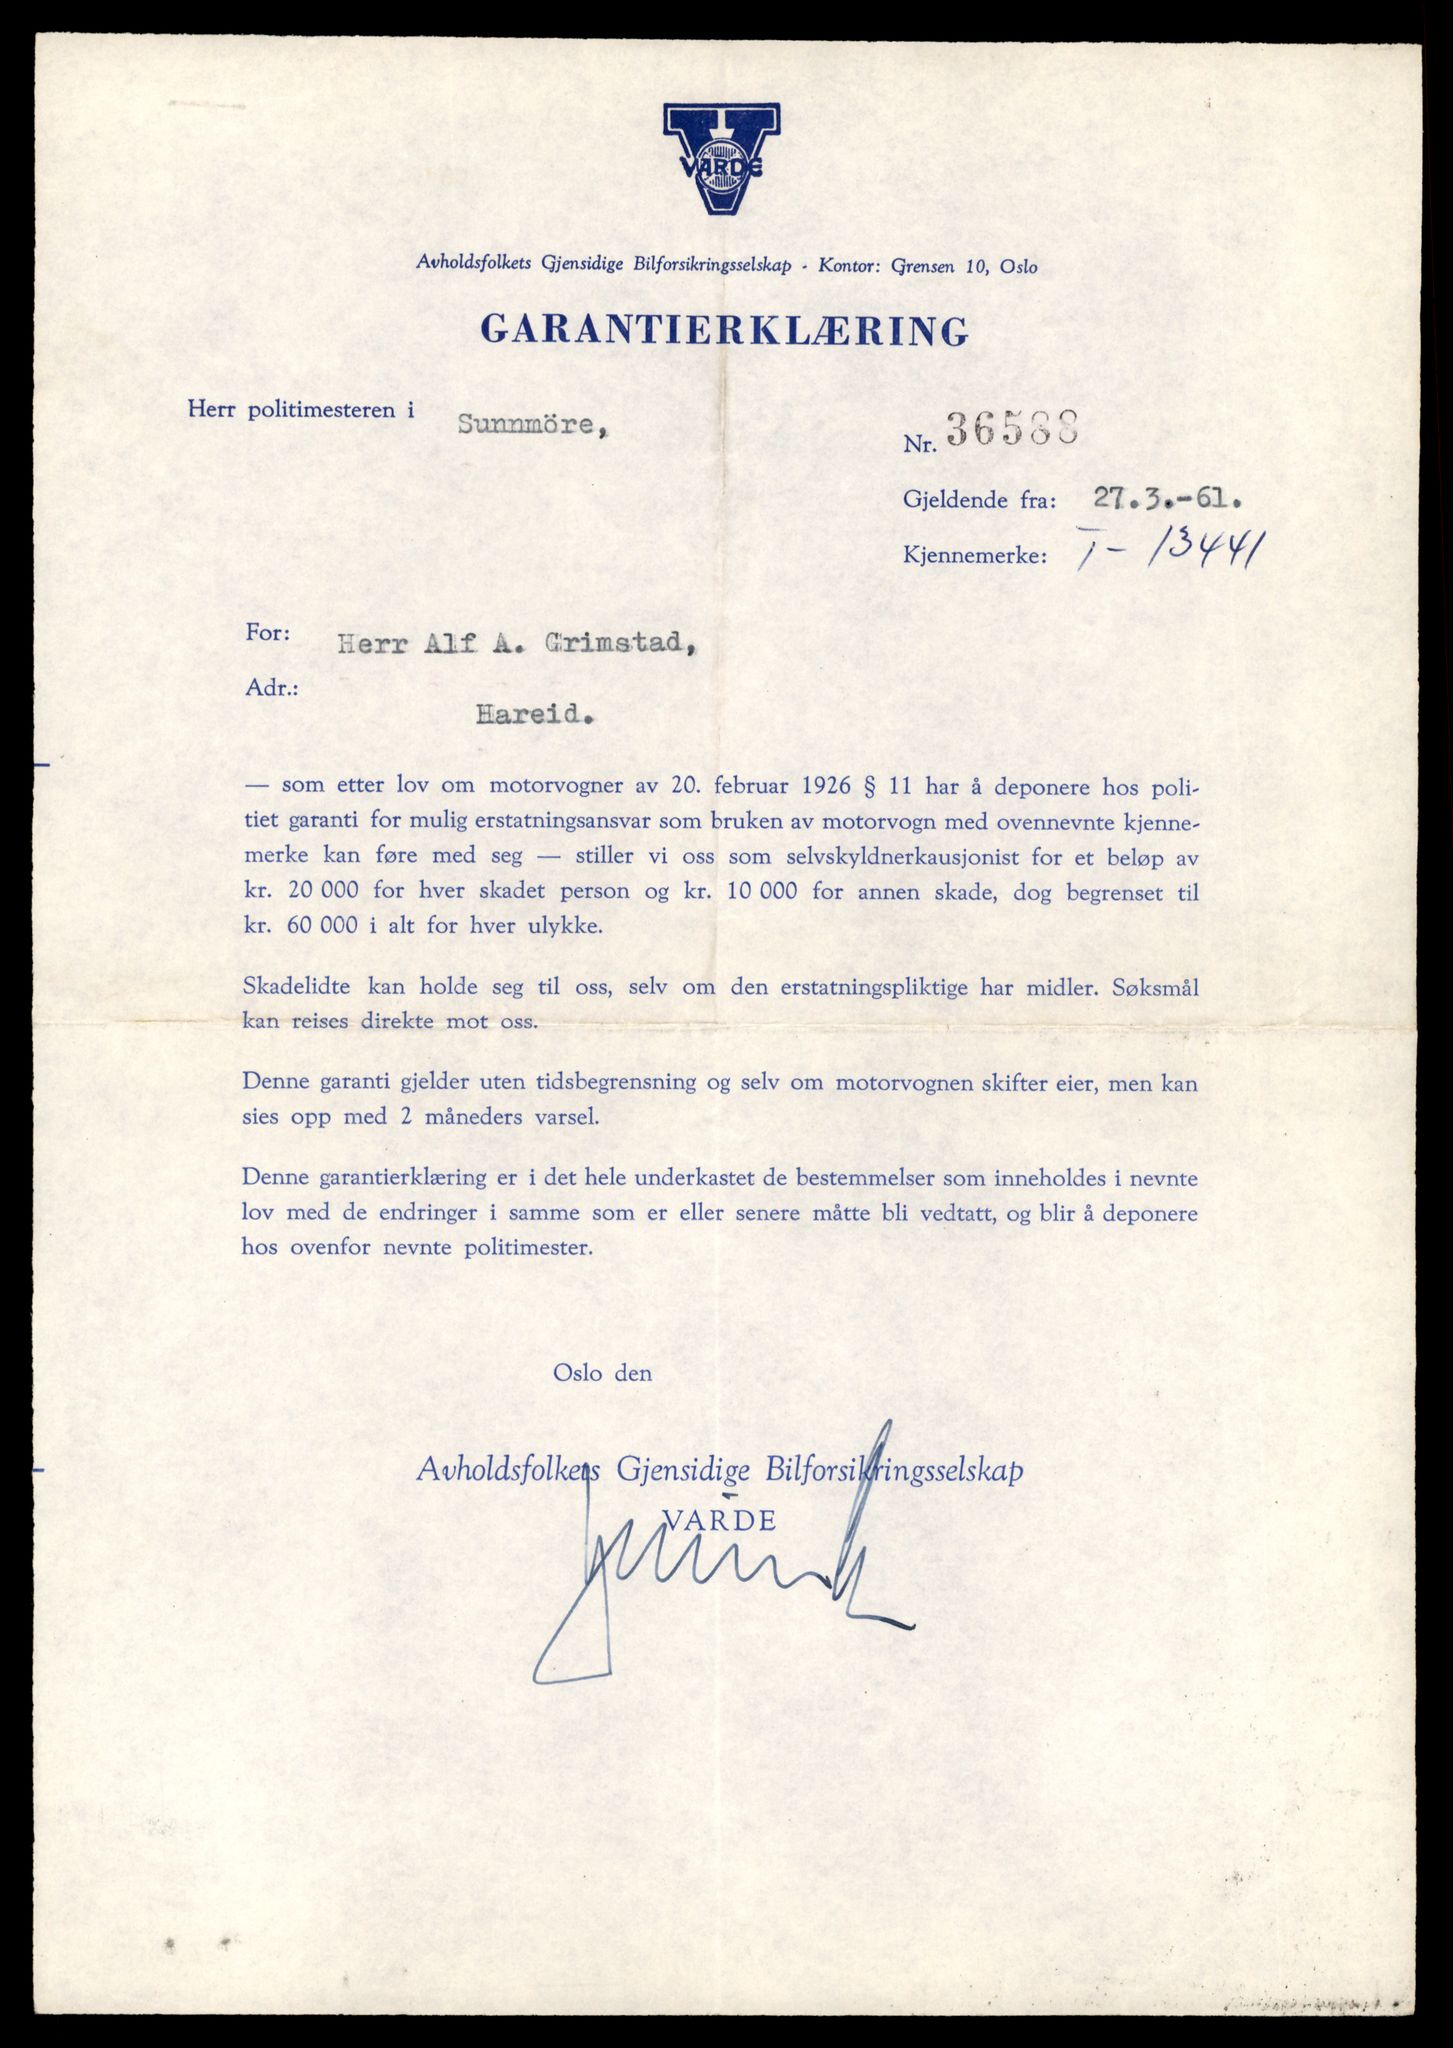 VARDE
Avholdsfolkets Gjensidige Bilforsikringsselskap - Kontor: Grensen 10, Oslo
GARANTIERKLÆRING
Herr politimesteren i Sunnmöre,
Nr. 36588
Gjeldende fra: 27.3.-61.
Kjennemerke: T- 13441
For: Herr Alf A. Grimstad,
Adr.:
Hareid.
— som etter lov om motorvogner av 20. februar 1926 § 11 har å deponere hos poli-
tiet garanti for mulig erstatningsansvar som bruken av motorvogn med ovennevnte kjenne-
merke kan føre med seg — stiller vi oss som selvskyldnerkausjonist for et beløp av
kr. 20 000 for hver skadet person og kr. 10 000 for annen skade, dog begrenset til
kr. 60 000 i alt for hver ulykke.
Skadelidte kan holde seg til oss, selv om den erstatningspliktige har midler. Søksmål
kan reises direkte mot oss.
Denne garanti gjelder uten tidsbegrensning og selv om motorvognen skifter eier, men kan
sies opp med 2 måneders varsel.
Denne garantierklæring er i det hele underkastet de bestemmelser som inneholdes i nevnte
lov med de endringer i samme som er eller senere måtte bli vedtatt, og blir å deponere
hos ovenfor nevnte politimester.
Oslo den
Avholdsfolkets Gjensidige Bilforsikringsselskap
VARDE